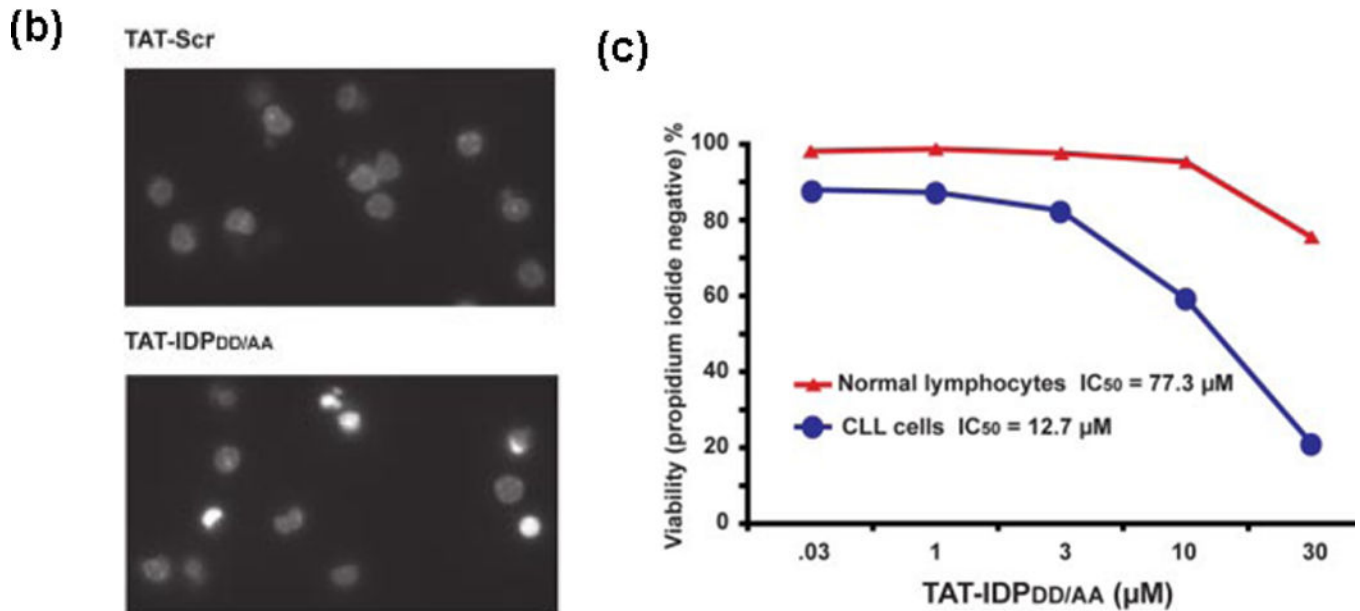 (b)
TAT-Scr
TAT-IDPDD/AA
(c)
Viability (propidium iodide negative) %
100
80
60
40
20
0
Normal lymphocytes IC50 = 77.3 µM
CLL cells IC50 = 12.7 µM
.03 1 3 10 30
TAT-IDPDD/AA (µM)